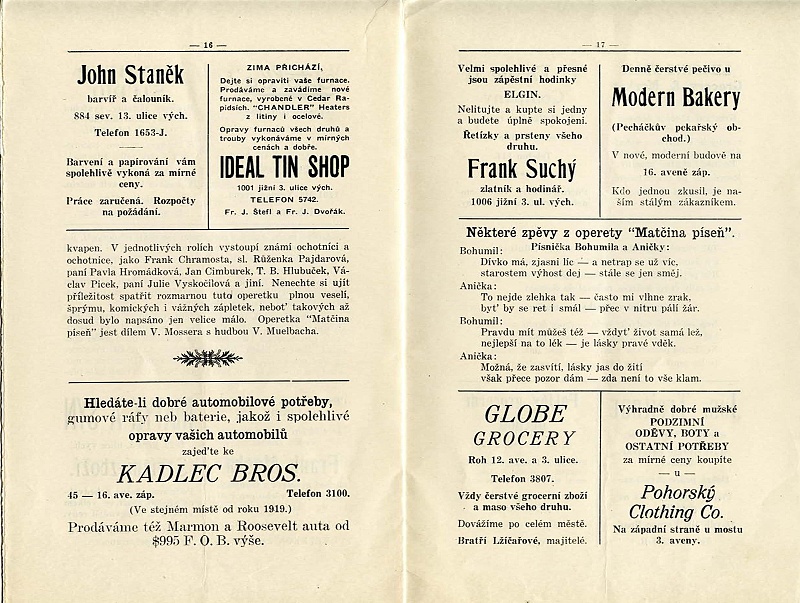 — 16 —
John Staněk
barvíř a čalouník.
884 sev. 13. ulice vých.
Telefon 1653-J.
Barvení a papírování vám
spolehlivě vykoná za mírné
ceny.
Práce zaručená. Rozpočty
na požádání.
ZIMA PŘICHÁZÍ,
Dejte si opraviti vaše furnace.
Prodáváme a zavádíme nové
furnace, vyrobené v Cedar Ra-
pidsích. "CHANDLER" Heaters
z litiny i ocelové.
Opravy furnaců všech druhů a
trouby vykonáváme v mírných
cenách a dobře.
IDEAL TIN SHOP
1001 jižní 3. ulice vých.
TELEFON 5742.
Fr. J. Štefl a Fr. J. Dvořák.
kvapen. V jednotlivých rolích vystoupí známí ochotníci a
ochotnice, jako Frank Chramosta, sl. Růženka Pajdarová,
paní Pavla Hromádková, Jan Cimburek, T. B. Hlubuček, Vá-
clav Picek, paní Julie Vyskočilová a jiní. Nenechte si ujít
příležitost spatřit rozmarnou tuto operetku plnou veselí,
šprýmu, komických i vážných zápletek, neboť takových až
dosud bylo napsáno jen velice málo. Operetka "Matčina
píseň" jest dílem V. Mossera s hudbou V. Muelbacha.
Hledáte-li dobré automobilové potřeby,
gumové ráfy neb baterie, jakož i spolehlivé
opravy vašich automobilů
zajeďte ke
KADLEC BROS.
45 — 16. ave. záp. Telefon 3100.
(Ve stejném místě od roku 1919.)
Prodáváme též Marmon a Roosevelt auta od
$995 F. O. B. výše.
— 17 —
Velmi spolehlivé a přesné
jsou zápěstní hodinky
ELGIN.
Nelitujte a kupte si jedny
a budete úplně spokojeni.
Řetízky a prsteny všeho
druhu.
Frank Suchý
zlatník a hodinář.
1006 jižní 3. ul. vých.
Denně čerstvé pečivo u
Modern Bakery
(Pecháčkův pekařský ob-
chod.)
V nové, moderní budově na
16. aveně záp.
Kdo jednou zkusil, je na-
ším stálým zákazníkem.
Některé zpěvy z operety "Matčina píseň".
Písnička Bohumila a Aničky:
Bohumil:
Dívko má, zjasni líc — a netrap se už víc.
starostem výhost dej — stále se jen směj.
Anička:
To nejde zlehka tak — často mi vlhne zrak.
byť by se ret i smál — přec v nitru pálí žár.
Bohumil:
Pravdu mít můžeš též — vždyť život samá lež,
nejlepší na to lék — je lásky pravé vděk.
Anička:
Možná, že zasvítí, lásky jas do žití
však přece pozor dám — zda není to vše klam.
GLOBE
GROCERY
Roh 12. ave. a 3. ulice.
Telefon 3807.
Vždy čerstvé grocerní zboží
a maso všeho druhu.
Dovážíme po celém městě.
Bratří Lžičařové, majitelé.
Výhradně dobré mužské
PODZIMNÍ
ODĚVY, BOTY a
OSTATNÍ POTŘEBY
za mírné ceny koupíte
— u —
Pohorský
Clothing Co.
Na západní straně u mostu
3. aveny.